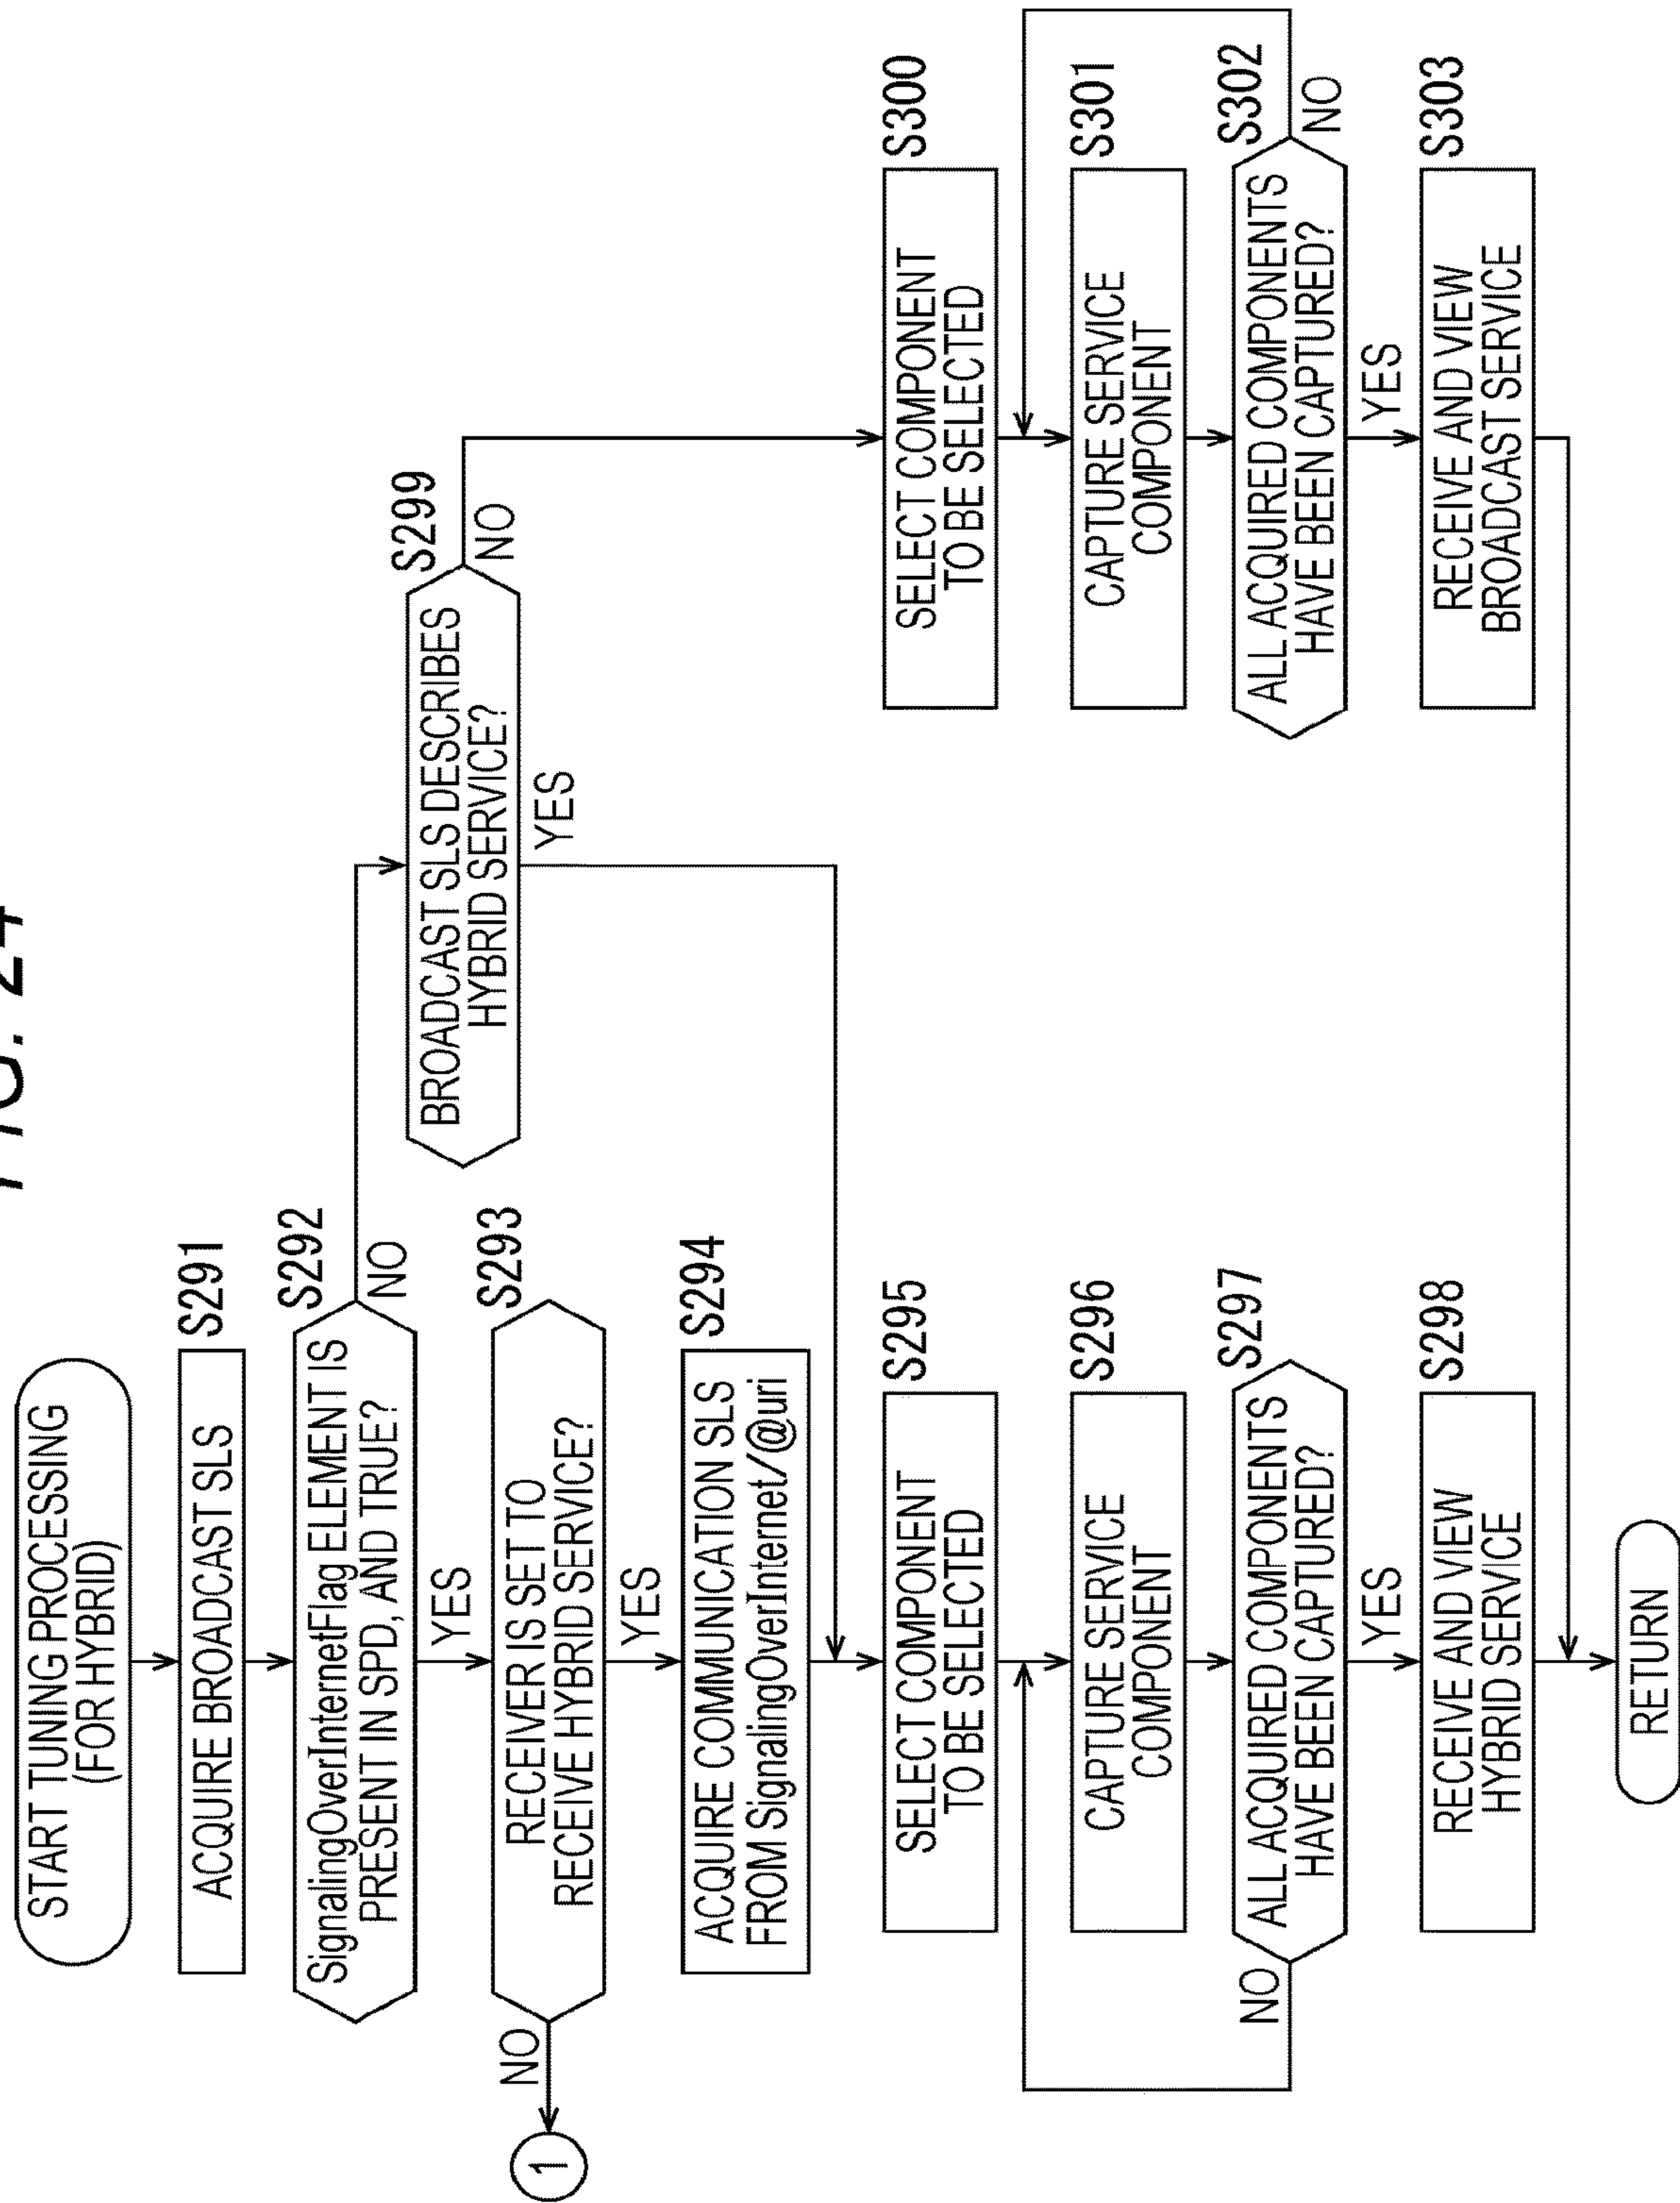 FIG. 24
START TUNING PROCESSING
(FOR HYBRID)
S291
ACQUIRE BROADCAST SLS
S292
SignalingOverInternetFlag ELEMENT IS
PRESENT IN SPD, AND TRUE?
NO
YES
S293
RECEIVER IS SET TO
RECEIVE HYBRID SERVICE?
NO
1
YES
S294
ACQUIRE COMMUNICATION SLS
FROM SignalingOverInternet/@uri
S295
SELECT COMPONENT
TO BE SELECTED
S296
CAPTURE SERVICE
COMPONENT
S297
ALL ACQUIRED COMPONENTS
HAVE BEEN CAPTURED?
NO
YES
S298
RECEIVE AND VIEW
HYBRID SERVICE
RETURN
S299
BROADCAST SLS DESCRIBES
HYBRID SERVICE?
NO
YES
S300
SELECT COMPONENT
TO BE SELECTED
S301
CAPTURE SERVICE
COMPONENT
S302
ALL ACQUIRED COMPONENTS
HAVE BEEN CAPTURED?
NO
YES
S303
RECEIVE AND VIEW
BROADCAST SERVICE